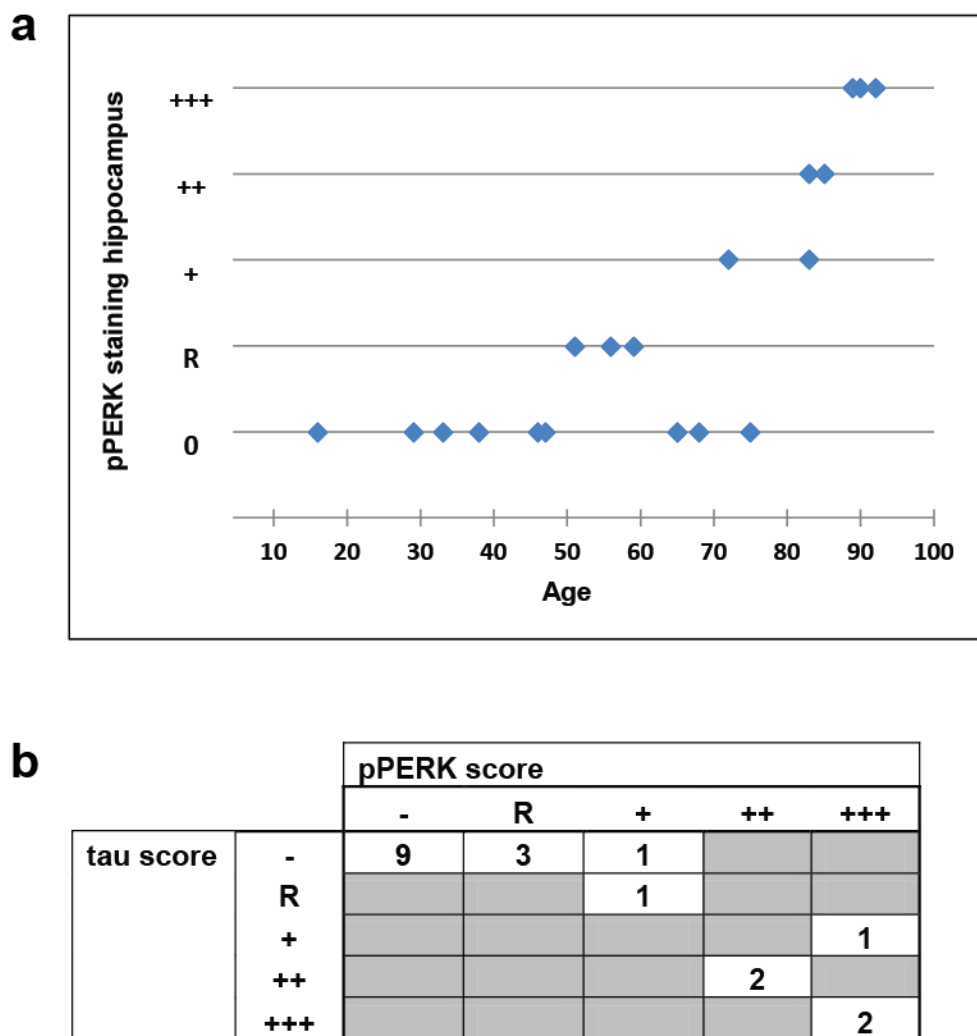 a
pPERK staining hippocampus
+++
++
+
R
0
10 20 30 40 50 60 70 80 90 100
Age
b
pPERK score
- R + ++ +++
tau score - 9 3 1
R 1
+ 1
++ 2
+++ 2